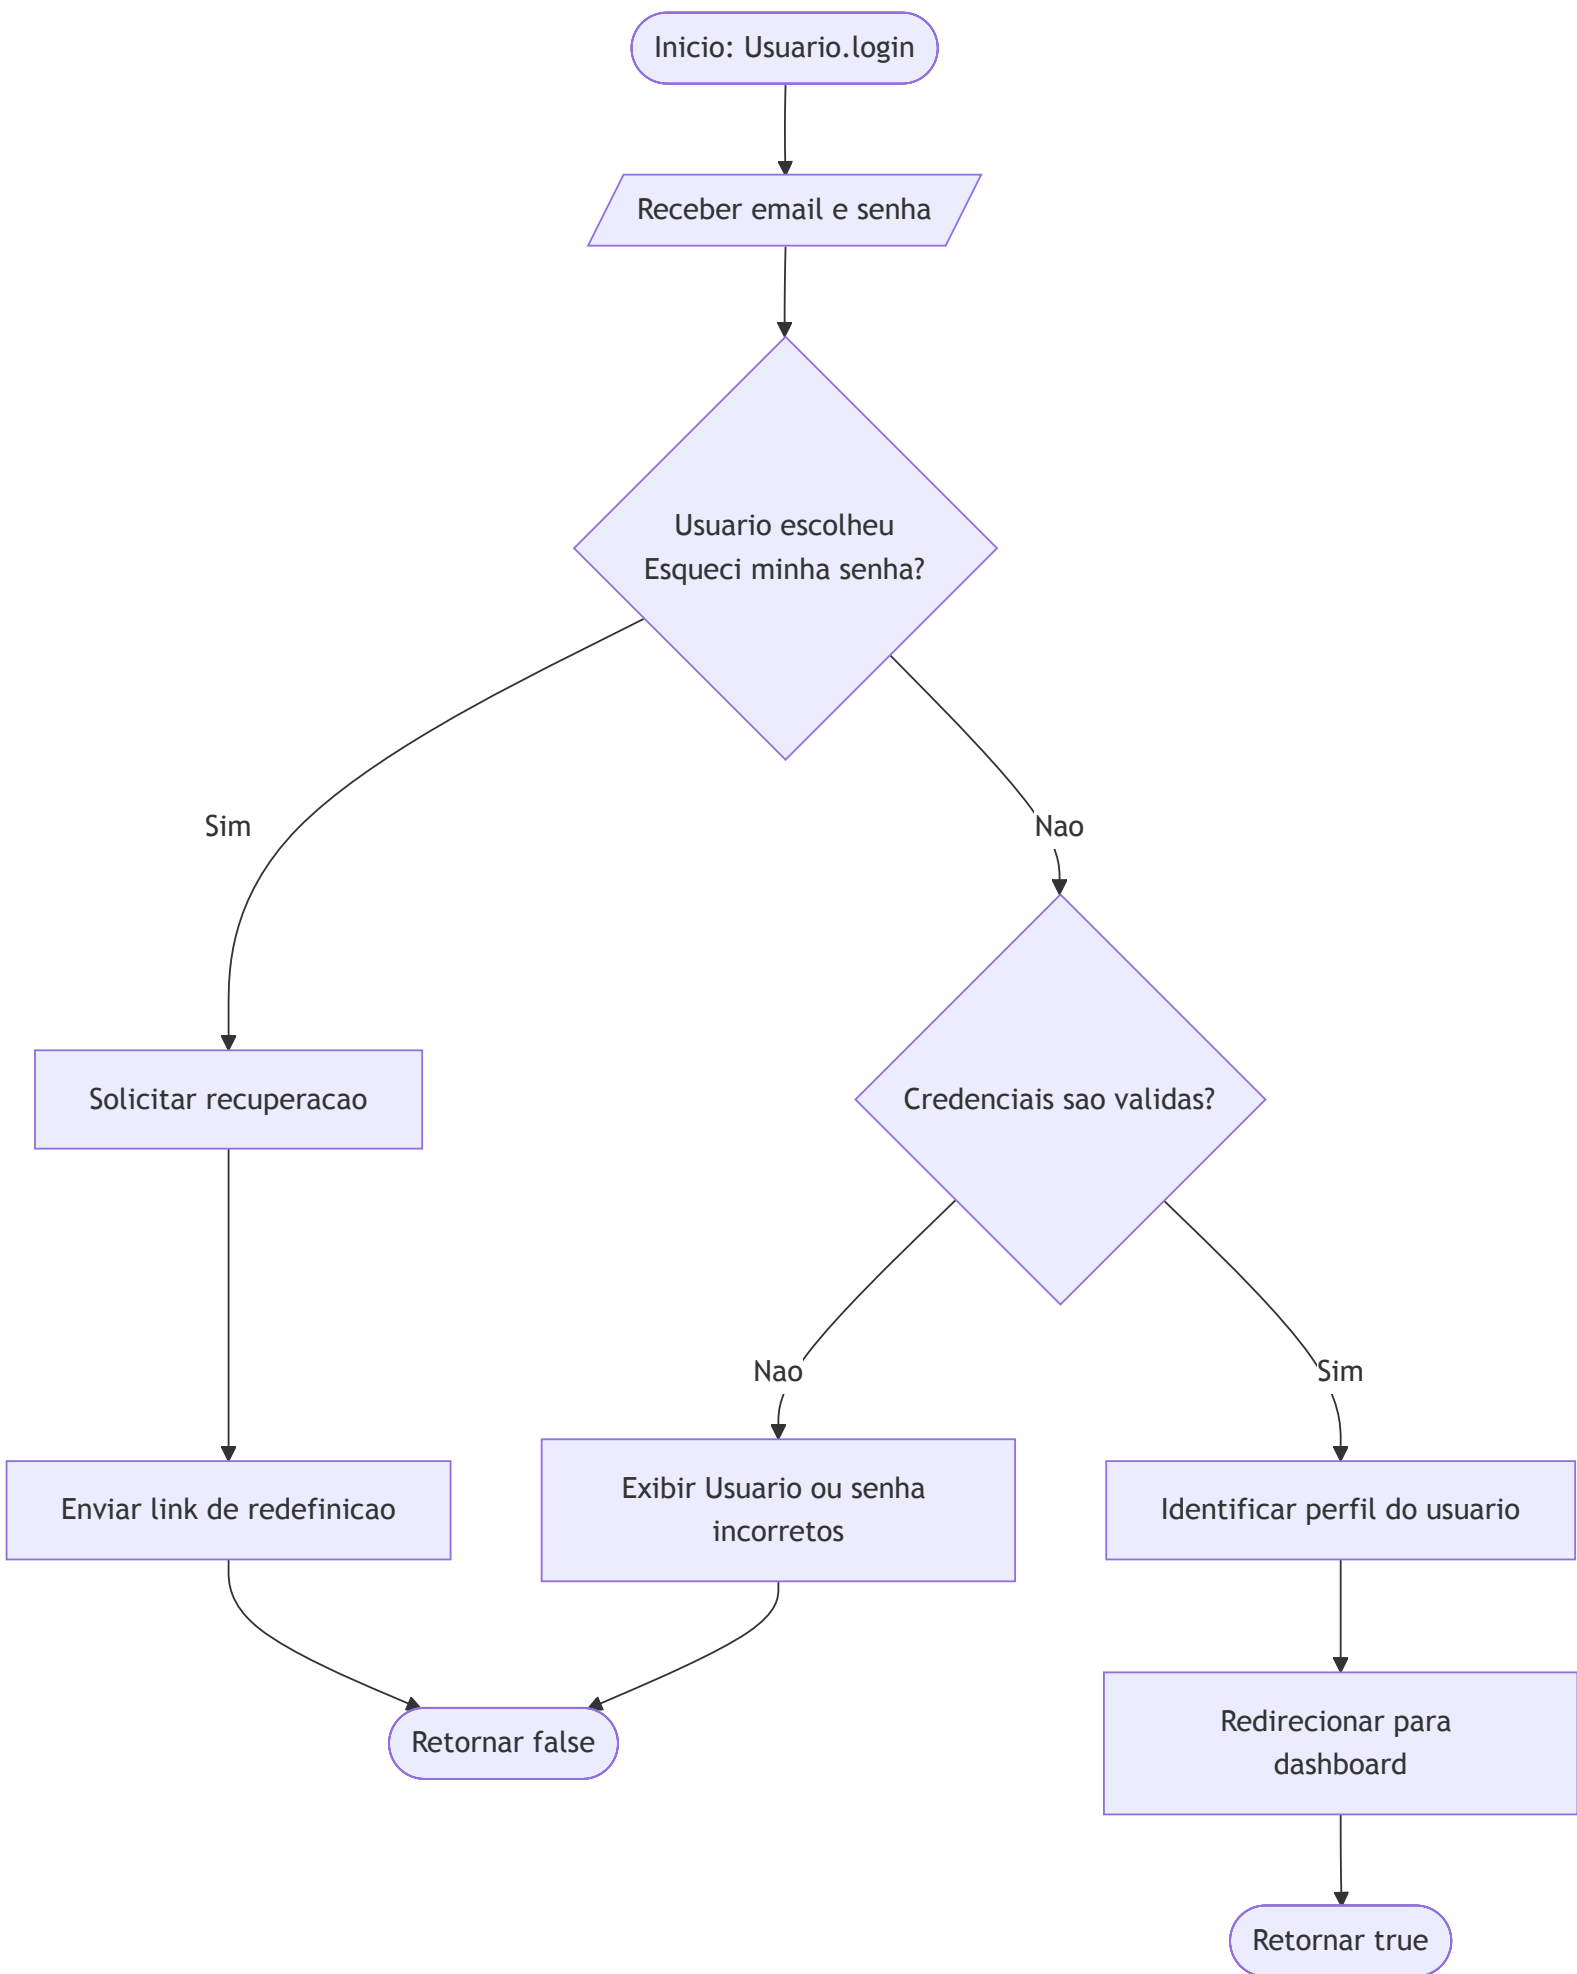 Inicio: Usuario.login
Receber email e senha
Usuario escolheu
Esqueci minha senha?
Sim
Nao
Solicitar recuperacao
Credenciais sao validas?
Nao
Sim
Enviar link de redefinicao
Exibir Usuario ou senha
incorretos
Identificar perfil do usuario
Retornar false
Redirecionar para
dashboard
Retornar true